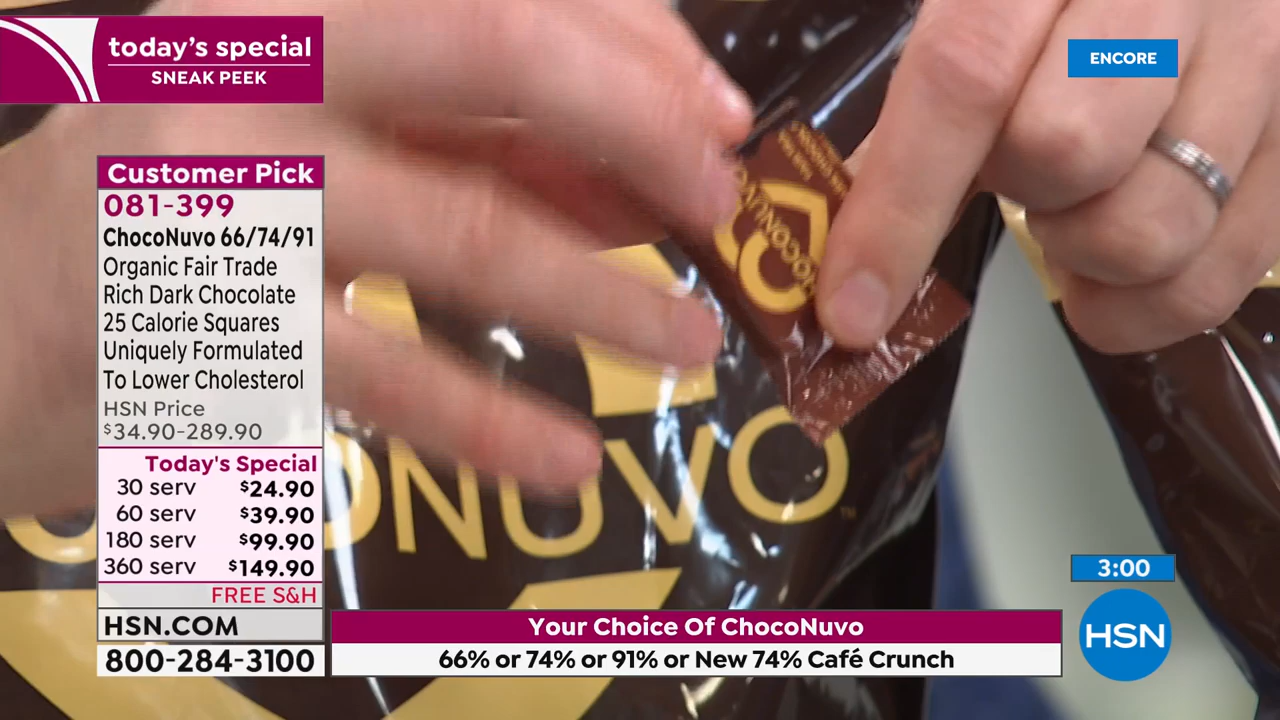 today's special
SNEAK PEEK
ENCORE
Customer Pick
081-399
ChocoNuvo 66/74/91
Organic Fair Trade
Rich Dark Chocolate
25 Calorie Squares
Uniquely Formulated
To Lower Cholesterol
HSN Price
$34.90-289.90
Today's Special
30 serv $24.90
60 serv $39.90
180 serv $99.90
360 serv $149.90
FREE S&H
HSN.COM
800-284-3100
CHOCONUVO
ONUVO™
Your Choice Of ChocoNuvo
66% or 74% or 91% or New 74% Café Crunch
3:00
HSN